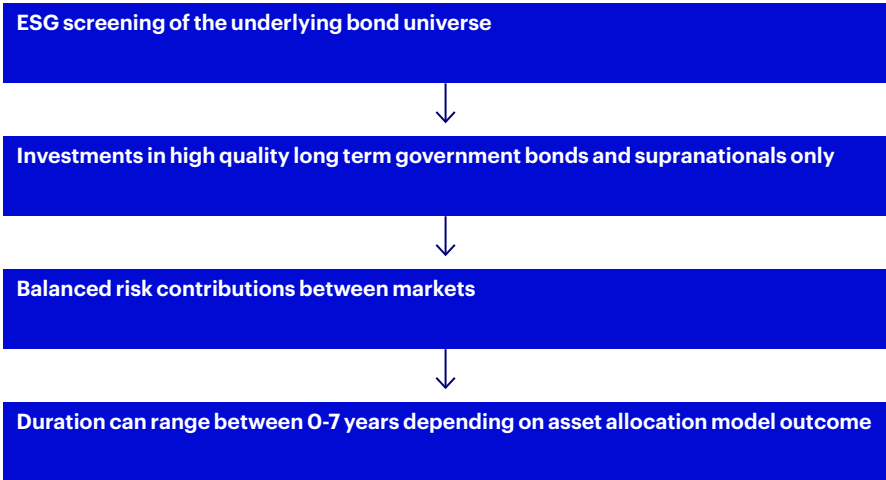 ESG screening of the underlying bond universe
Investments in high quality long term government bonds and supranationals only
Balanced risk contributions between markets
Duration can range between 0-7 years depending on asset allocation model outcome